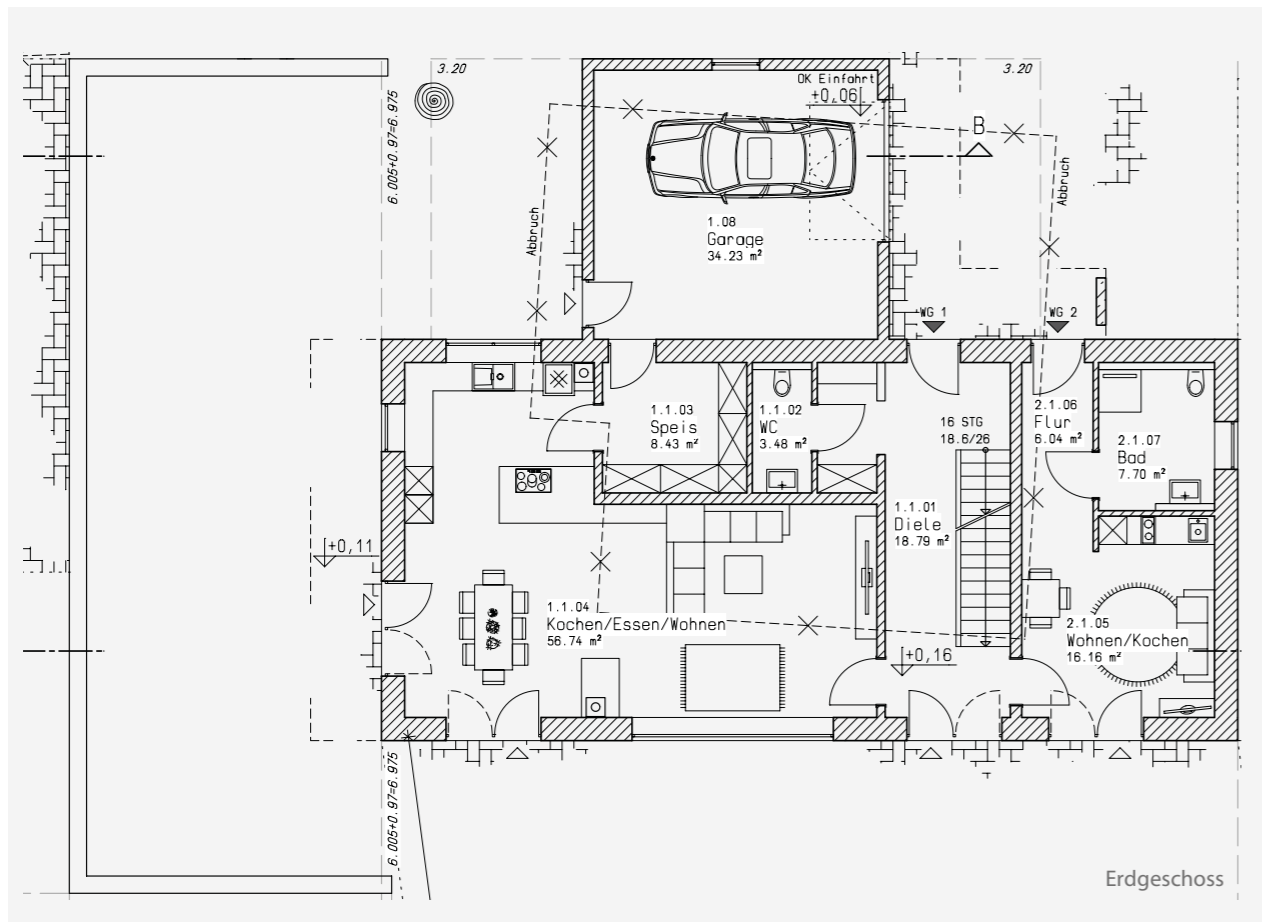 3.20
3.20
OK Einfahrt
+0,06
B
6.005+0.97=6.975
Abbruch
Abbruch
1.08
Garage
34.23 m²
WG 1
WG 2
1.1.03
Speis
8.43 m²
1.1.02
WC
3.48 m²
16 STG
18.6/26
2.1.06
Flur
6.04 m²
2.1.07
Bad
7.70 m²
1.1.01
Diele
18.79 m²
+0,11
1.1.04
Kochen/Essen/Wohnen
56.74 m²
+0,16
2.1.05
Wohnen/Kochen
16.16 m²
6.005+0.97=6.975
Erdgeschoss